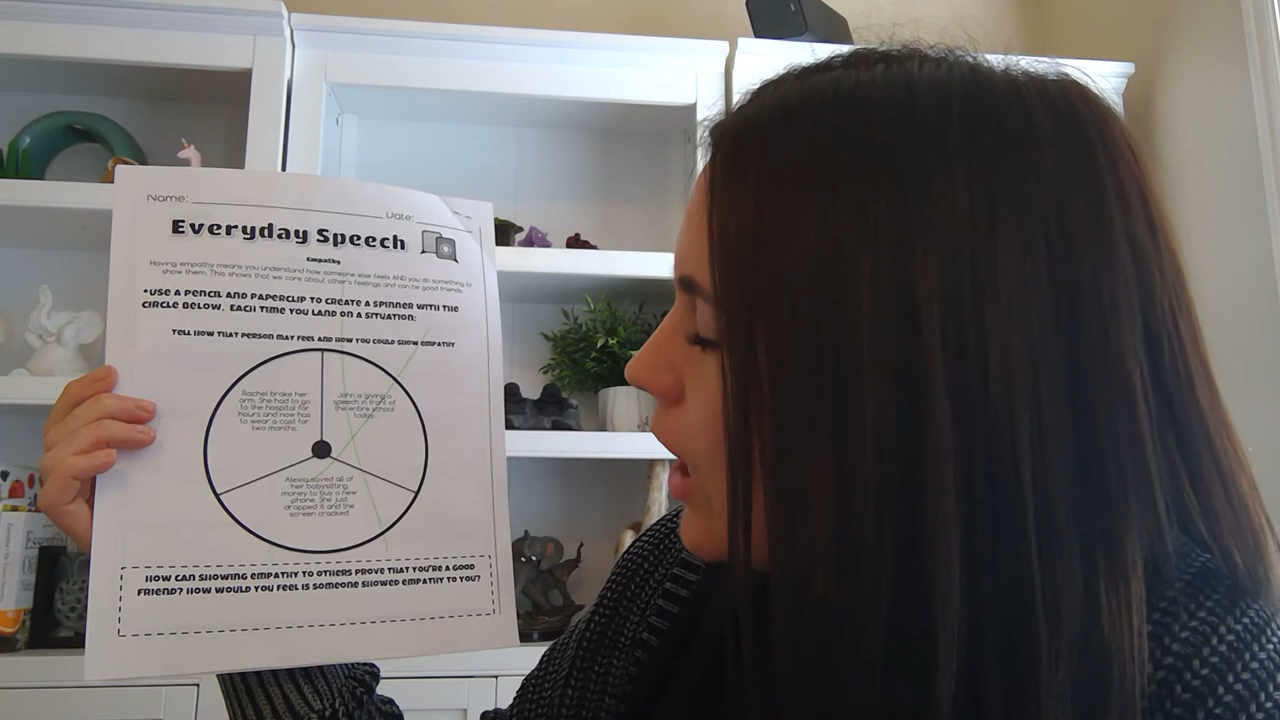 Name: Date:
Everyday Speech
Empathy
Having empathy means you understand how someone else feels AND you do something to
show them. This shows that we care about other's feelings and can be good friends.
*USE A PENCIL AND PAPERCLIP TO CREATE A SPINNER WITH THE
CIRCLE BELOW. EACH TIME YOU LAND ON A SITUATION:
TELL HOW THAT PERSON MAY FEEL AND HOW YOU COULD SHOW EMPATHY
Rachel broke her
arm. She had to go
to the hospital for
hours and now has
to wear a cast for
two months.
John is giving a
speech in front of
the entire school
today.
Alexia saved all of
her babysitting
money to buy a new
phone. She just
dropped it and the
screen cracked.
HOW CAN SHOWING EMPATHY TO OTHERS PROVE THAT YOU'RE A GOOD
FRIEND? HOW WOULD YOU FEEL IS SOMEONE SHOWED EMPATHY TO YOU?
Essential